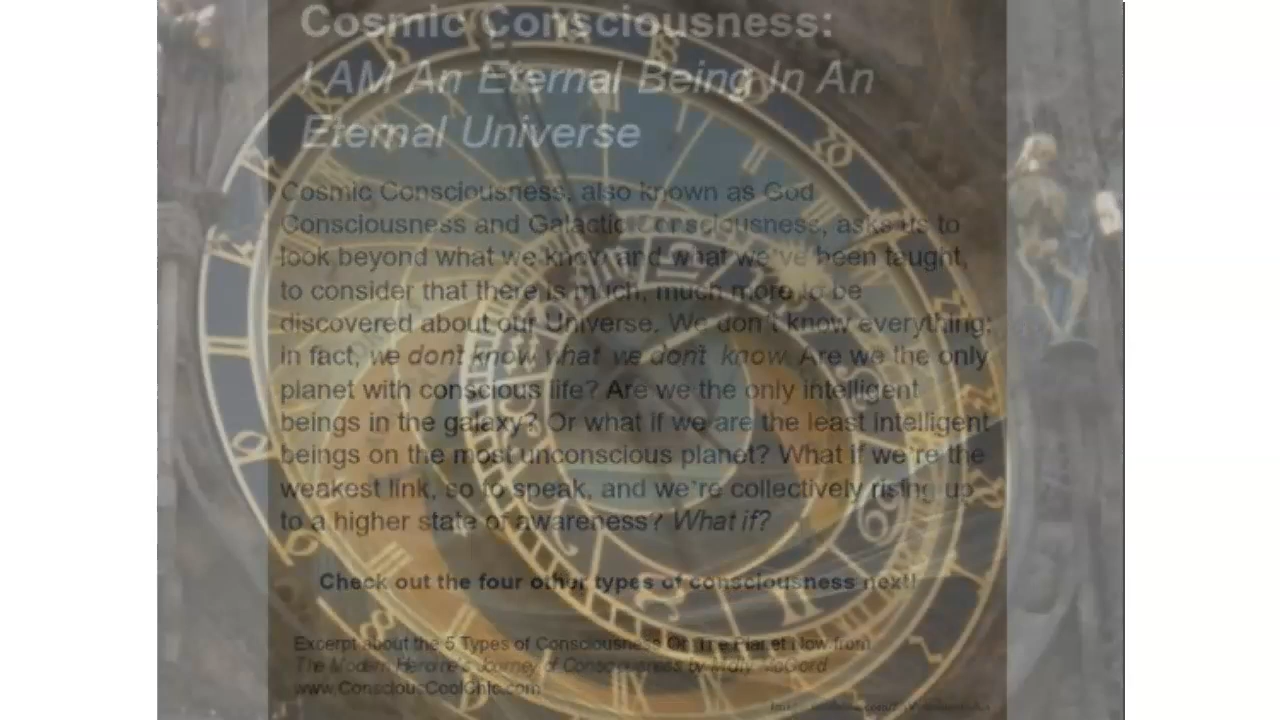 Cosmic Consciousness:
I AM An Eternal Being In An
Eternal Universe
Cosmic Consciousness, also known as God
Consciousness and Galactic Consciousness, asks us to
look beyond what we know and what we've been taught,
to consider that there is much, much more to be
discovered about our Universe. We don't know everything;
in fact, we don't know what we don't know. Are we the only
planet with conscious life? Are we the only intelligent
beings in the galaxy? Or what if we are the least intelligent
beings on the most unconscious planet? What if we're the
weakest link, so to speak, and we're collectively rising up
to a higher state of awareness? What if?
Check out the four other types of consciousness next!
Excerpt about the 5 Types of Consciousness On The Planet Now from
The Modern Heroine's Journey of Consciousness by Molly McCord
www.ConsciousCoolChic.com